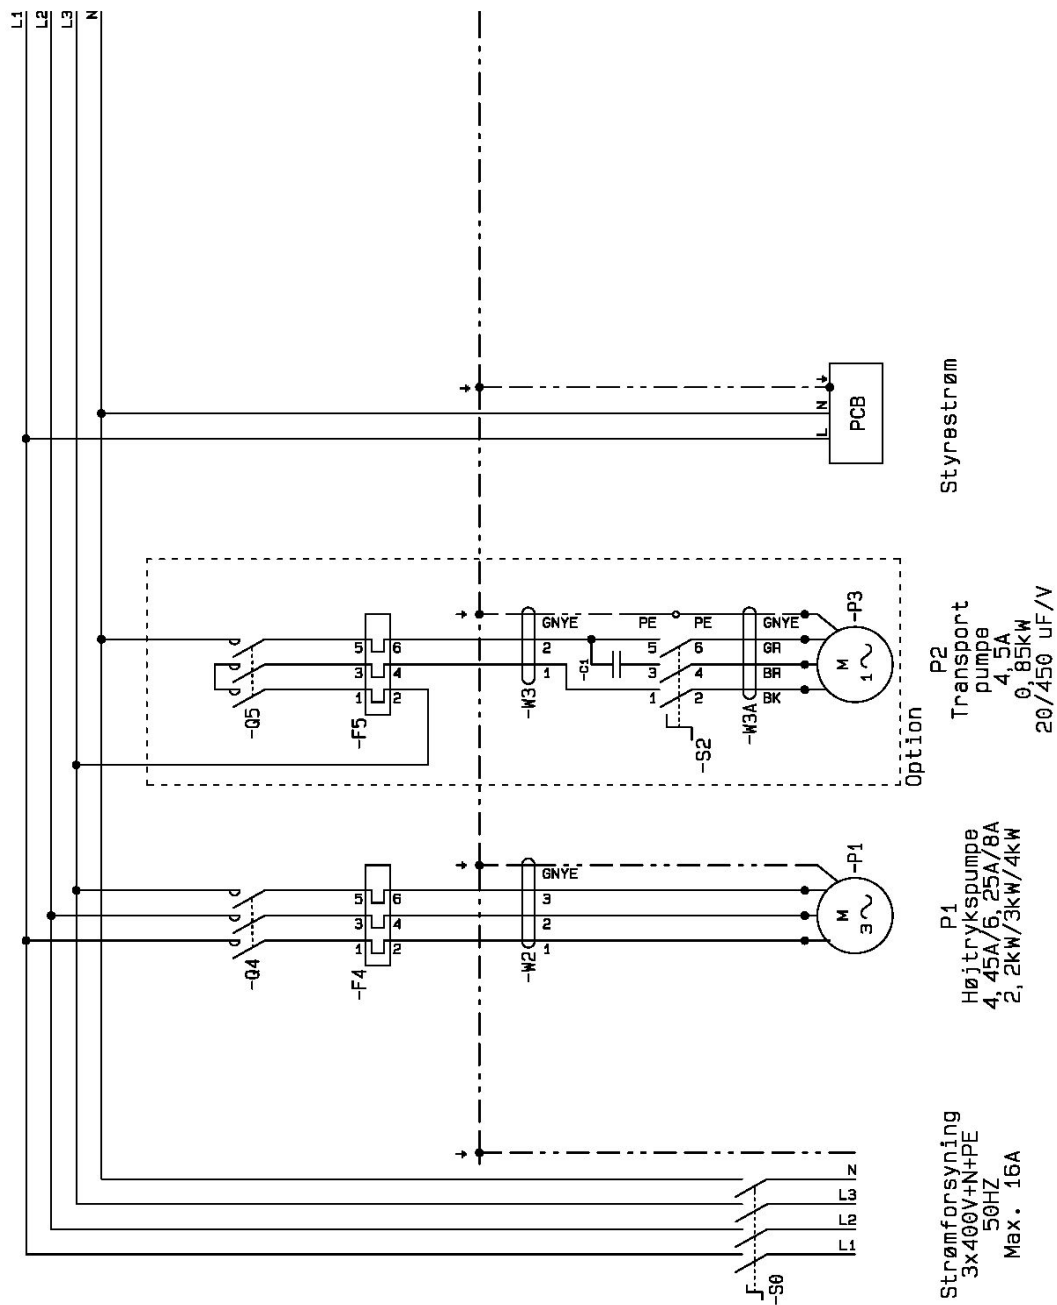 L1
L2
L3
N
-Q4
-Q5
1 3 5
-F4
2 4 6
1 3 5
-F5
2 4 6
-W2
1 2 3 GNYE
-W3
1 2 GNYE
-C1
1 3 5 PE
-S2
2 4 6 PE
-W3A
BK BR GR GNYE
-S0
L1 L2 L3 N
M
3
-P1
M
1
-P3
L N
PCB
Option
Strømforsyning
3x400V+N+PE
50HZ
Max. 16A
P1
Højtrykspumpe
4,45A/6,25A/8A
2,2kW/3kW/4kW
P2
Transport
pumpe
4,5A
0,85kW
20/450 uF/V
Styrestrøm